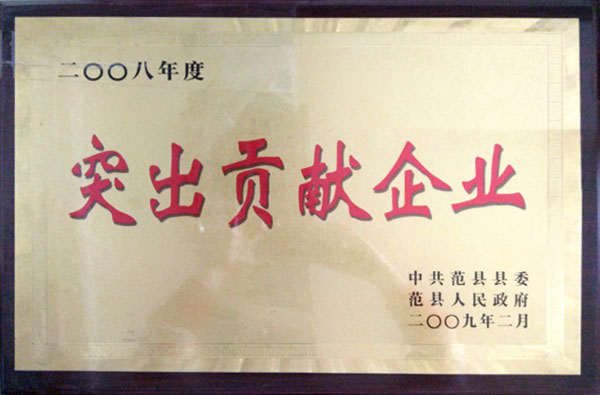 二〇〇八年度
突出贡献企业
中共范县县委
范县人民政府
二〇〇九年二月